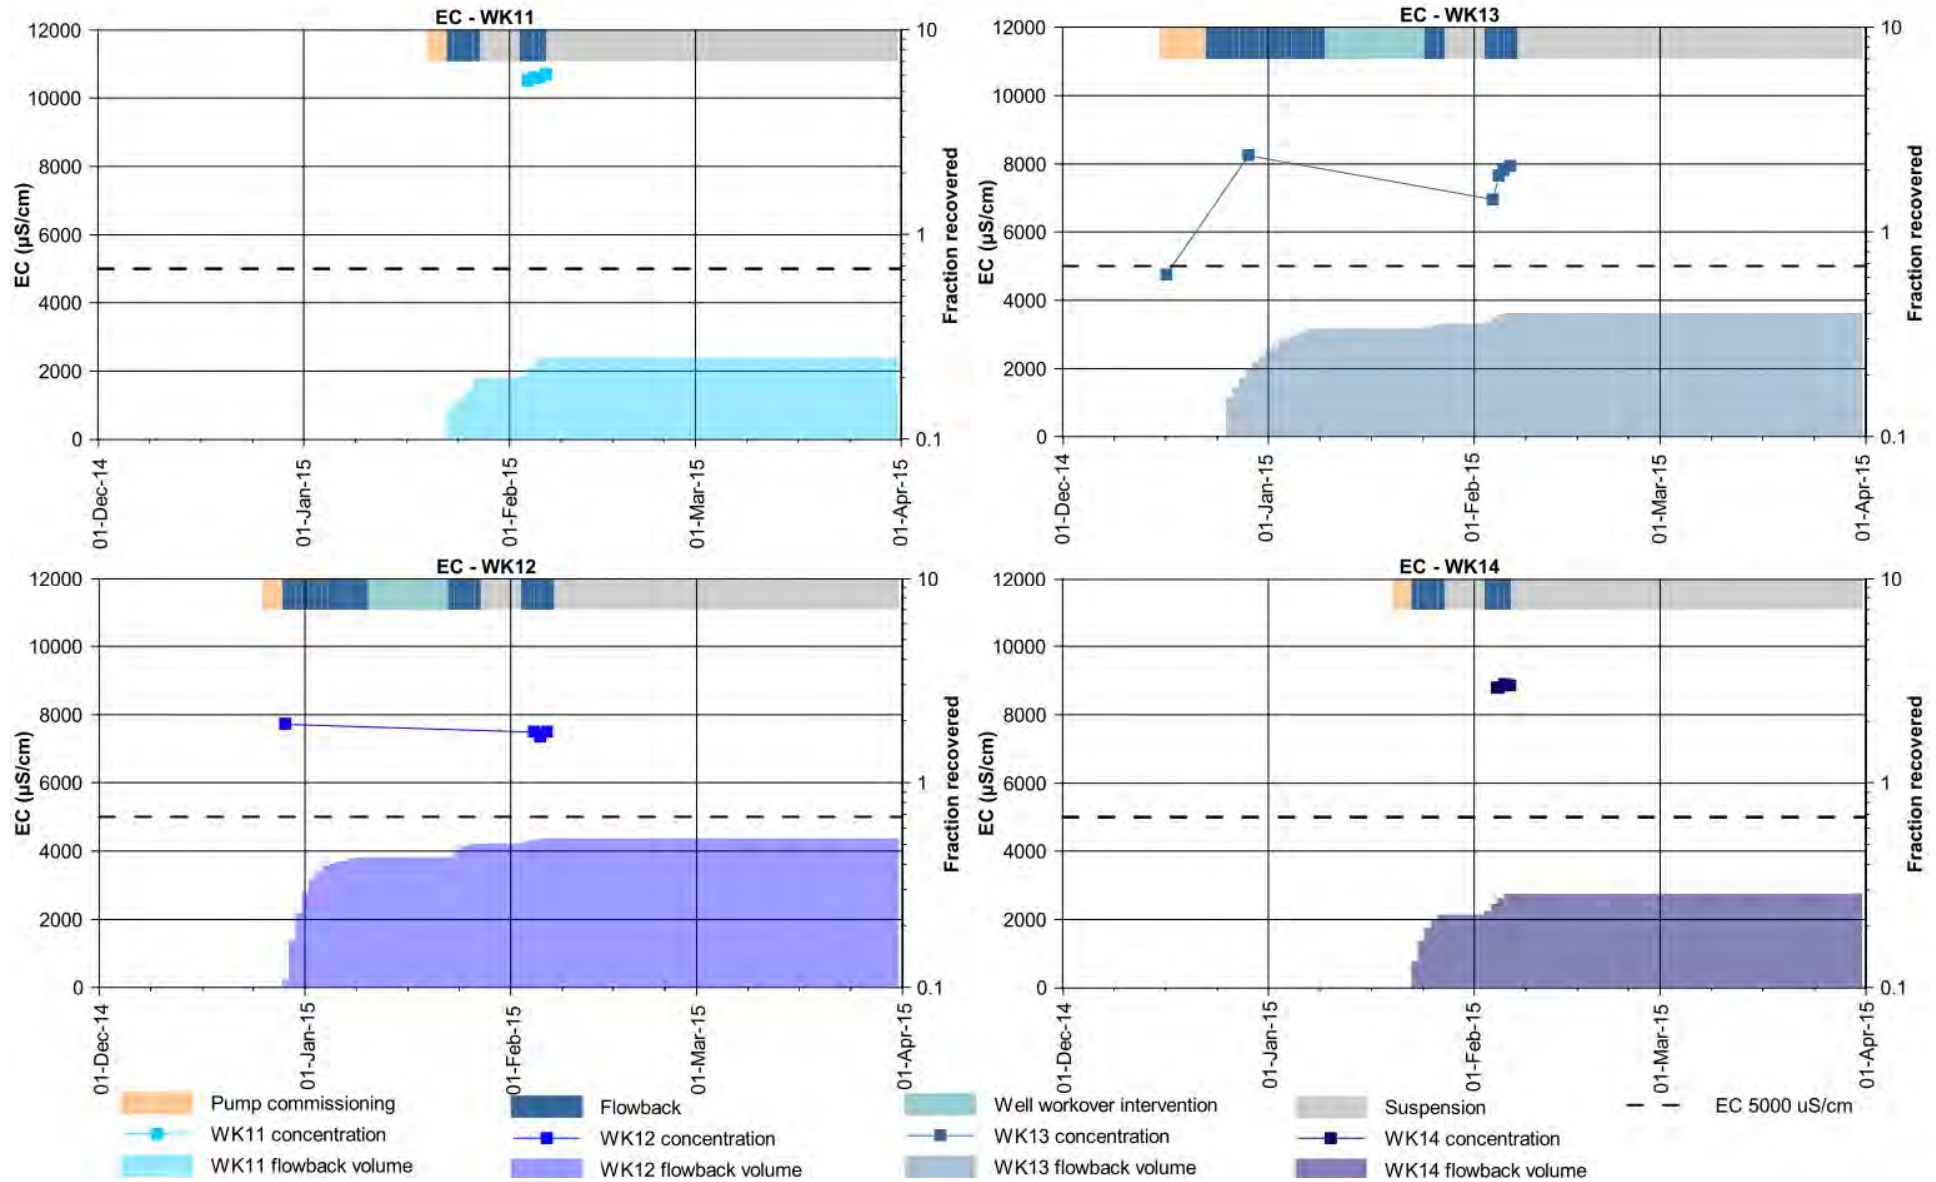 EC - WK11
12000
10000
8000
6000
4000
2000
0
EC (µS/cm)
10
1
0.1
Fraction recovered
01-Dec-14
01-Jan-15
01-Feb-15
01-Mar-15
01-Apr-15
EC - WK13
12000
10000
8000
6000
4000
2000
0
EC (µS/cm)
10
1
0.1
Fraction recovered
01-Dec-14
01-Jan-15
01-Feb-15
01-Mar-15
01-Apr-15
EC - WK12
12000
10000
8000
6000
4000
2000
0
EC (µS/cm)
10
1
0.1
Fraction recovered
01-Dec-14
01-Jan-15
01-Feb-15
01-Mar-15
01-Apr-15
EC - WK14
12000
10000
8000
6000
4000
2000
0
EC (µS/cm)
10
1
0.1
Fraction recovered
01-Dec-14
01-Jan-15
01-Feb-15
01-Mar-15
01-Apr-15
Pump commissioning
Flowback
Well workover intervention
Suspension
EC 5000 uS/cm
WK11 concentration
WK12 concentration
WK13 concentration
WK14 concentration
WK11 flowback volume
WK12 flowback volume
WK13 flowback volume
WK14 flowback volume